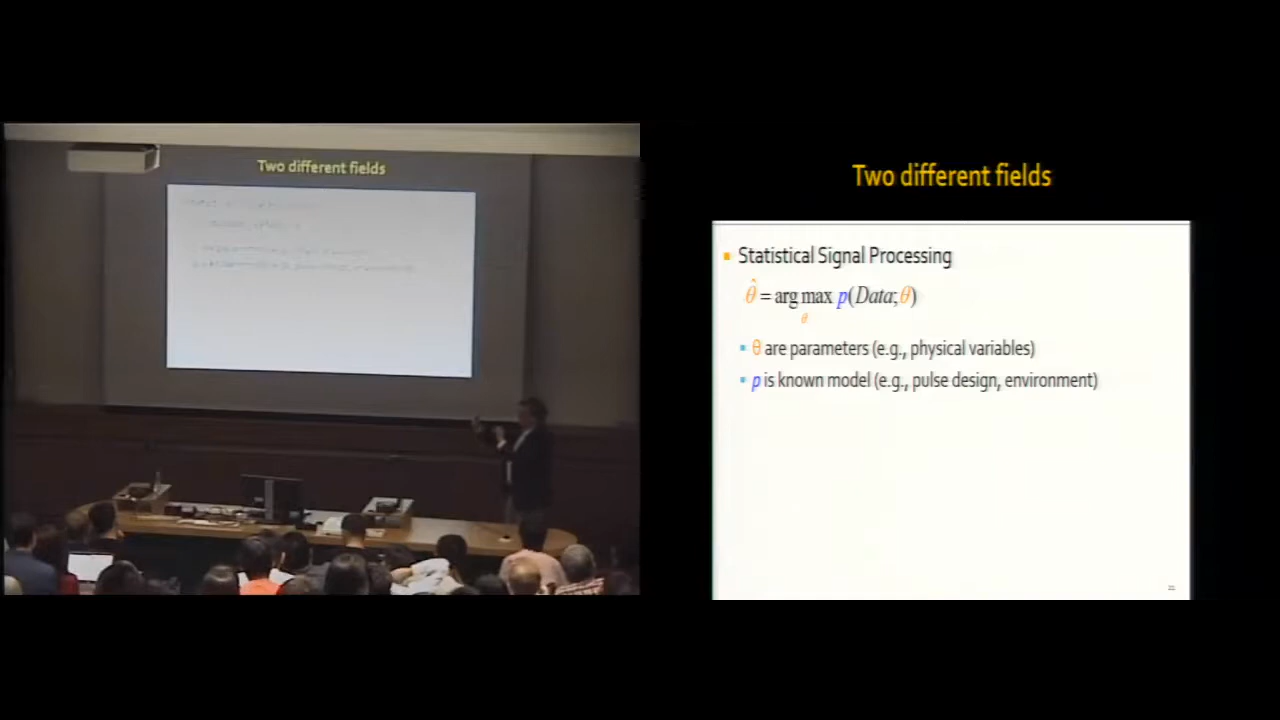 Two different fields
Two different fields
Statistical Signal Processing
θ̂ = arg max p(Data; θ)
θ
θ are parameters (e.g., physical variables)
p is known model (e.g., pulse design, environment)